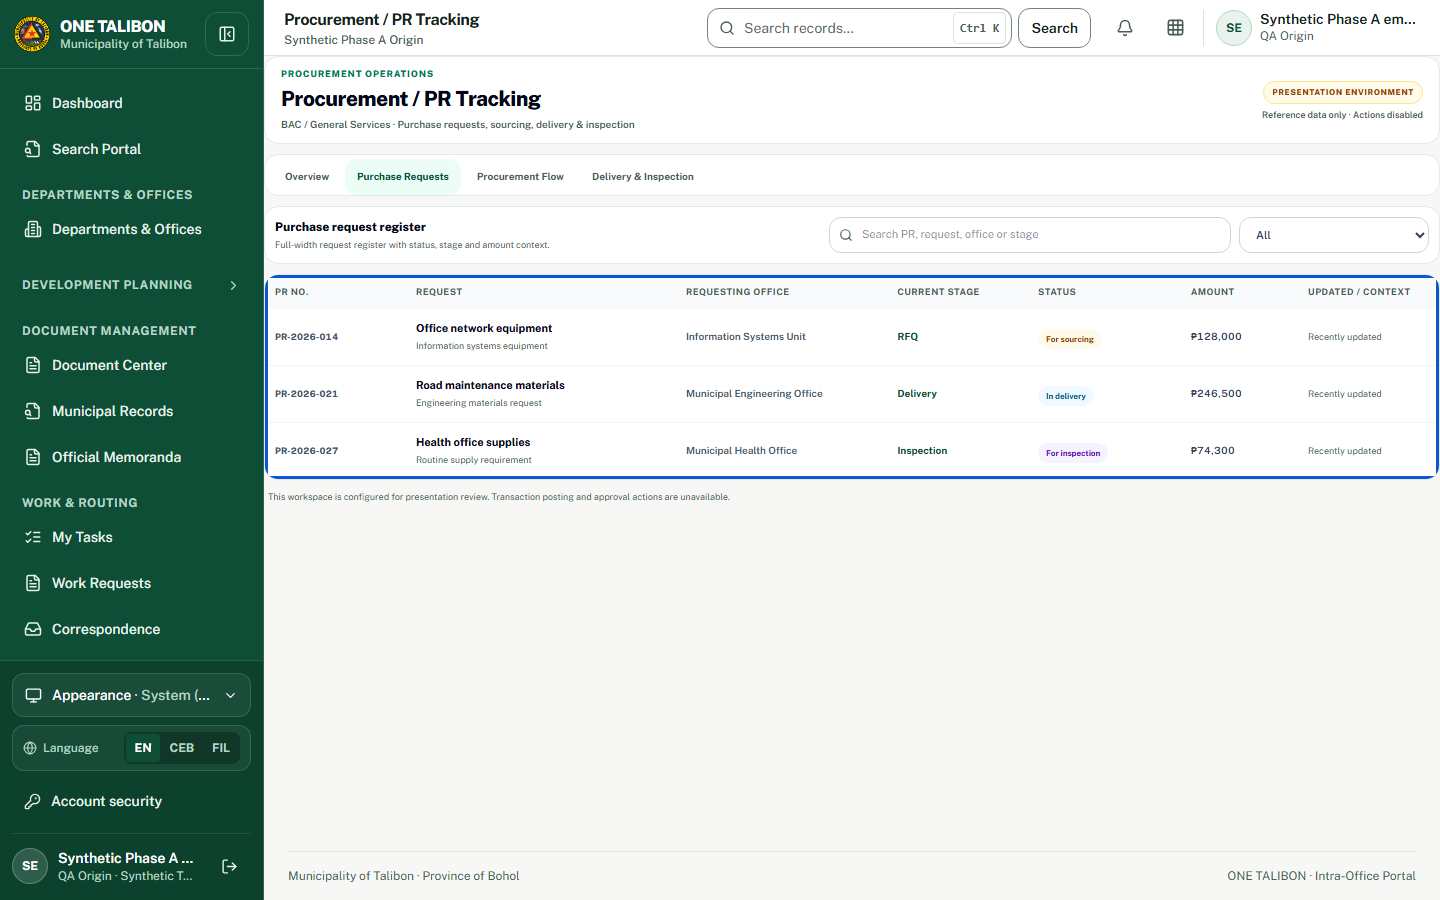 ONE TALIBON
Municipality of Talibon
Dashboard
Search Portal
DEPARTMENTS & OFFICES
Departments & Offices
DEVELOPMENT PLANNING
DOCUMENT MANAGEMENT
Document Center
Municipal Records
Official Memoranda
WORK & ROUTING
My Tasks
Work Requests
Correspondence
Appearance · System (...
Language EN CEB FIL
Account security
SE Synthetic Phase A ...
QA Origin · Synthetic T...
Procurement / PR Tracking
Synthetic Phase A Origin
Search records... Ctrl K Search
SE Synthetic Phase A em...
QA Origin
PROCUREMENT OPERATIONS
Procurement / PR Tracking
BAC / General Services · Purchase requests, sourcing, delivery & inspection
PRESENTATION ENVIRONMENT
Reference data only · Actions disabled
Overview Purchase Requests Procurement Flow Delivery & Inspection
Purchase request register
Full-width request register with status, stage and amount context.
Search PR, request, office or stage All
PR NO. REQUEST REQUESTING OFFICE CURRENT STAGE STATUS AMOUNT UPDATED / CONTEXT
PR-2026-014 Office network equipment Information Systems Unit RFQ For sourcing ₱128,000 Recently updated
Information systems equipment
PR-2026-021 Road maintenance materials Municipal Engineering Office Delivery In delivery ₱246,500 Recently updated
Engineering materials request
PR-2026-027 Health office supplies Municipal Health Office Inspection For inspection ₱74,300 Recently updated
Routine supply requirement
This workspace is configured for presentation review. Transaction posting and approval actions are unavailable.
Municipality of Talibon · Province of Bohol
ONE TALIBON · Intra-Office Portal